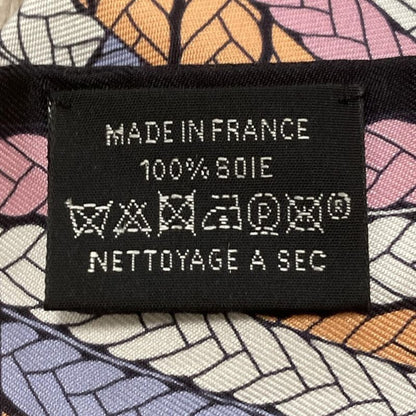 MADE IN FRANCE
100% SOIE
P ®
NETTOYAGE A SEC